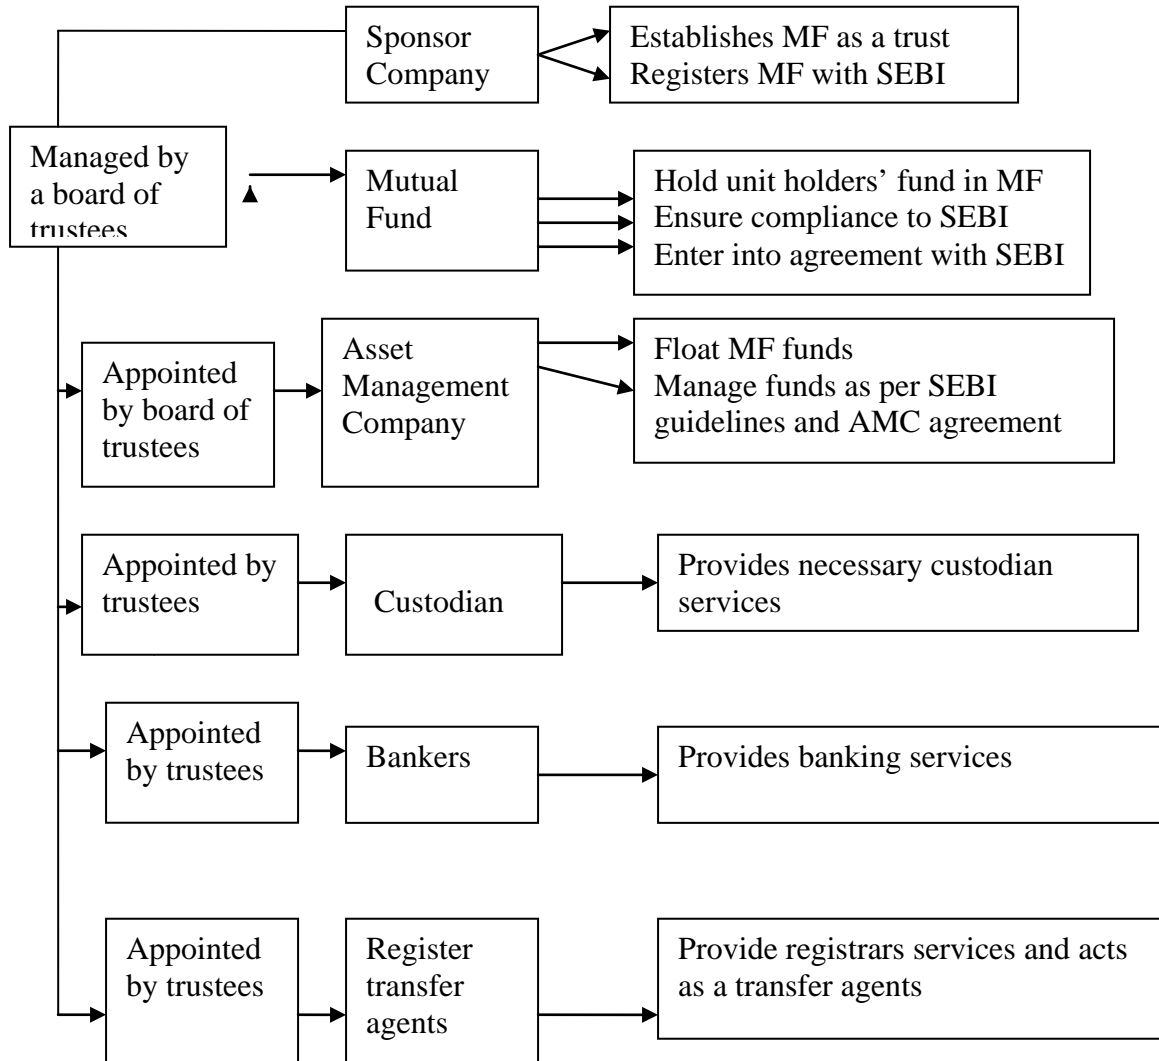 Sponsor
Company
Establishes MF as a trust
Registers MF with SEBI
Managed by
a board of
trustees
Mutual
Fund
Hold unit holders’ fund in MF
Ensure compliance to SEBI
Enter into agreement with SEBI
Appointed
by board of
trustees
Asset
Management
Company
Float MF funds
Manage funds as per SEBI
guidelines and AMC agreement
Appointed by
trustees
Custodian
Provides necessary custodian
services
Appointed
by trustees
Bankers
Provides banking services
Appointed
by trustees
Register
transfer
agents
Provide registrars services and acts
as a transfer agents